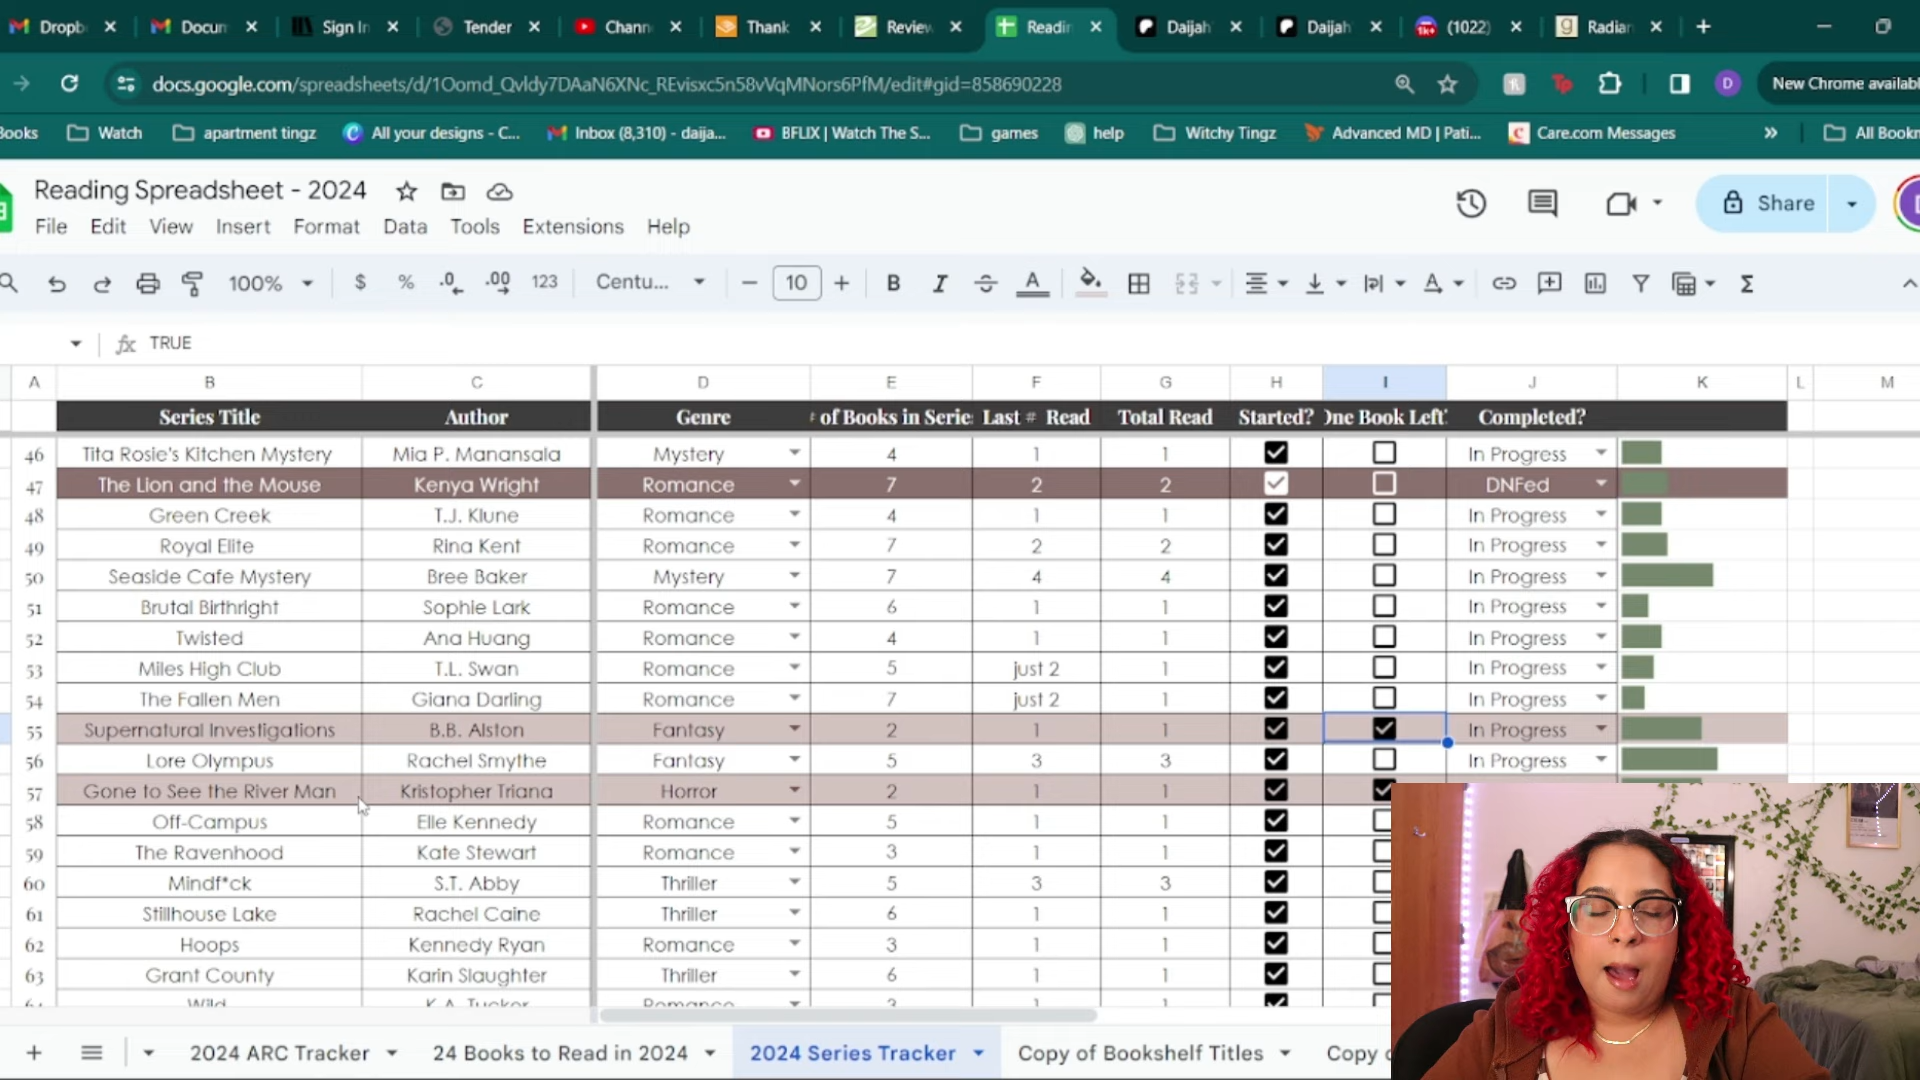 Dropb
Docum
Sign In
Tender
Chann
Thank
Review
Readin
Daijah
Daijah
(1022)
Radian
docs.google.com/spreadsheets/d/1Oomd_Qvldy7DAaN6XNc_REvisxc5n58vVqMNors6PfM/edit#gid=858690228
D
New Chrome availabl
Books
Watch
apartment tingz
All your designs - C...
Inbox (8,310) - daija...
BFLIX | Watch The S...
games
help
Witchy Tingz
Advanced MD | Pati...
Care.com Messages
»
All Bookm
Reading Spreadsheet - 2024
Share
File Edit View Insert Format Data Tools Extensions Help
100% $ % .0 .00 123 Centu... 10 B I A
fx TRUE
A B C D E F G H I J K L M
Series Title Author Genre of Books in Serie Last # Read Total Read Started? One Book Left? Completed?
46 Tita Rosie's Kitchen Mystery Mia P. Manansala Mystery 4 1 1 In Progress
47 The Lion and the Mouse Kenya Wright Romance 7 2 2 DNFed
48 Green Creek T.J. Klune Romance 4 1 1 In Progress
49 Royal Elite Rina Kent Romance 7 2 2 In Progress
50 Seaside Cafe Mystery Bree Baker Mystery 7 4 4 In Progress
51 Brutal Birthright Sophie Lark Romance 6 1 1 In Progress
52 Twisted Ana Huang Romance 4 1 1 In Progress
53 Miles High Club T.L. Swan Romance 5 just 2 1 In Progress
54 The Fallen Men Giana Darling Romance 7 just 2 1 In Progress
55 Supernatural Investigations B.B. Alston Fantasy 2 1 1 In Progress
56 Lore Olympus Rachel Smythe Fantasy 5 3 3 In Progress
57 Gone to See the River Man Kristopher Triana Horror 2 1 1
58 Off-Campus Elle Kennedy Romance 5 1 1
59 The Ravenhood Kate Stewart Romance 3 1 1
60 Mindf*ck S.T. Abby Thriller 5 3 3
61 Stillhouse Lake Rachel Caine Thriller 6 1 1
62 Hoops Kennedy Ryan Romance 3 1 1
63 Grant County Karin Slaughter Thriller 6 1 1
64 Wild K.A. Tucker Romance 3 1 1
2024 ARC Tracker
24 Books to Read in 2024
2024 Series Tracker
Copy of Bookshelf Titles
Copy